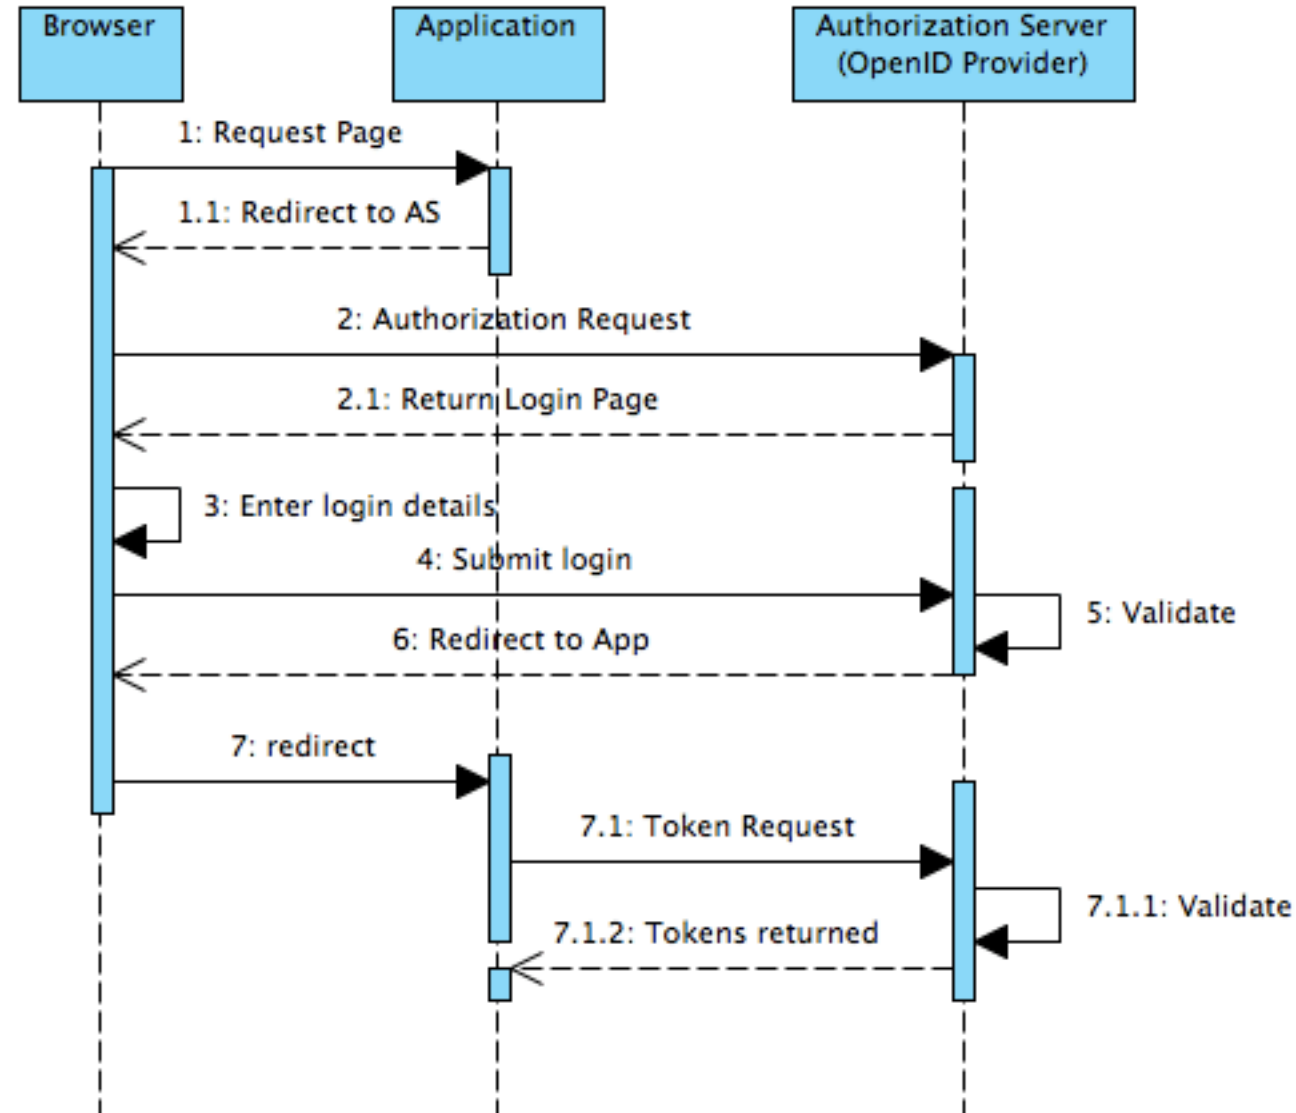 Browser
Application
Authorization Server
(OpenID Provider)
1: Request Page
1.1: Redirect to AS
2: Authorization Request
2.1: Return Login Page
3: Enter login details
4: Submit login
5: Validate
6: Redirect to App
7: redirect
7.1: Token Request
7.1.1: Validate
7.1.2: Tokens returned